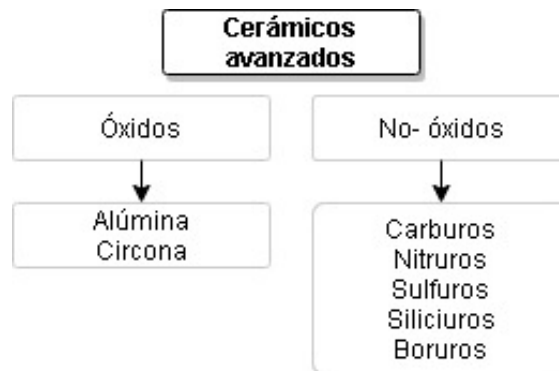 Cerámicos
avanzados
Óxidos
No- óxidos
Alúmina
Circona
Carburos
Nitruros
Sulfuros
Siliciuros
Boruros